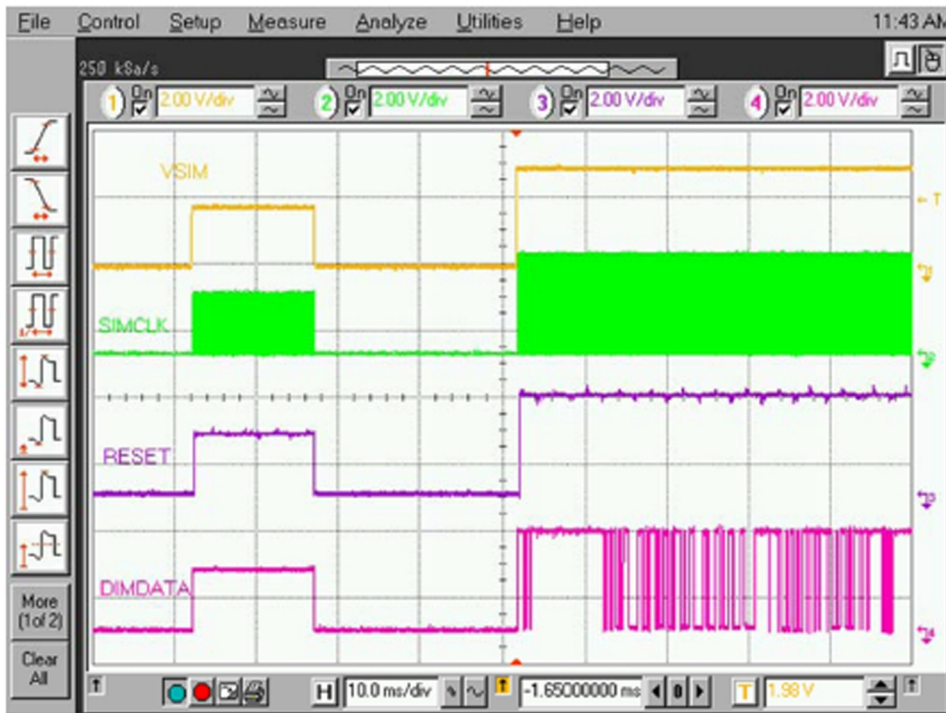 File Control Setup Measure Analyze Utilities Help 11:43 AM
250 kSa/s
1 On 2.00 V/div 2 On 2.00 V/div 3 On 2.00 V/div 4 On 2.00 V/div
VSIM
T
SIMCLK
RESET
DIMDATA
More
(1 of 2)
Clear
All
H 10.0 ms/div -1.65000000 ms 0 T 1.98 V